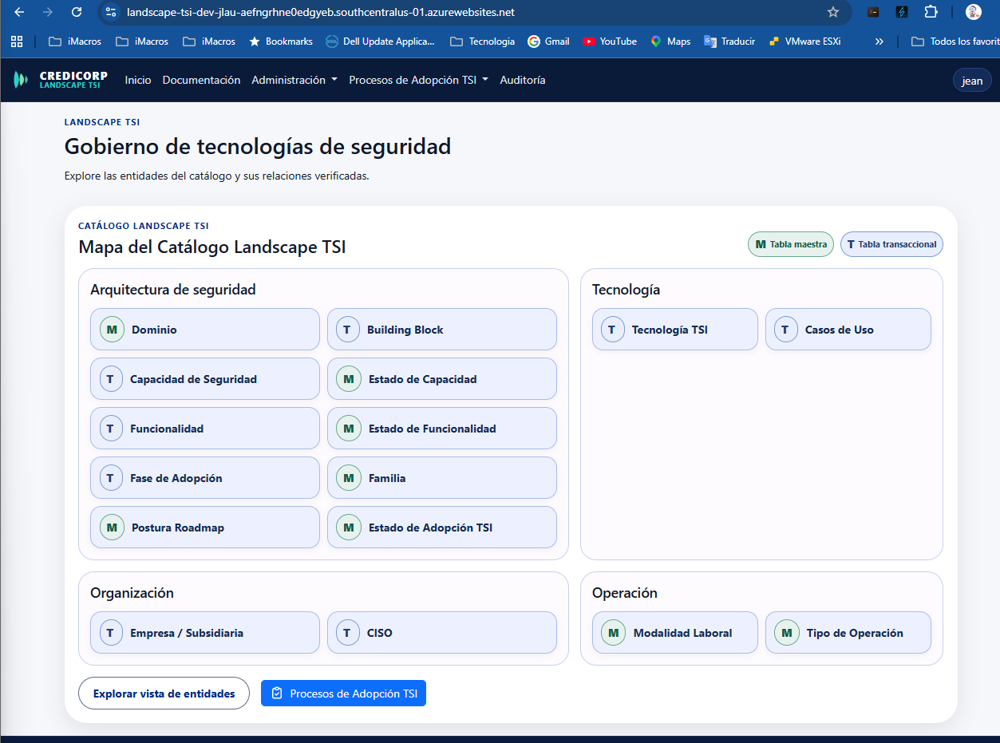 landscape-tsi-dev-jlau-aefngrhne0edgyeb.southcentralus-01.azurewebsites.net
iMacros iMacros iMacros Bookmarks Dell Update Applica... Tecnologia Gmail YouTube Maps Traducir VMware ESXi » Todos los favorit
CREDICORP
LANDSCAPE TSI
Inicio Documentación Administración Procesos de Adopción TSI Auditoría jean
LANDSCAPE TSI
Gobierno de tecnologías de seguridad
Explore las entidades del catálogo y sus relaciones verificadas.
CATÁLOGO LANDSCAPE TSI
Mapa del Catálogo Landscape TSI
M Tabla maestra T Tabla transaccional
Arquitectura de seguridad
M Dominio T Building Block
T Capacidad de Seguridad M Estado de Capacidad
T Funcionalidad M Estado de Funcionalidad
T Fase de Adopción M Familia
M Postura Roadmap M Estado de Adopción TSI
Tecnología
T Tecnología TSI T Casos de Uso
Organización
T Empresa / Subsidiaria T CISO
Operación
M Modalidad Laboral M Tipo de Operación
Explorar vista de entidades Procesos de Adopción TSI